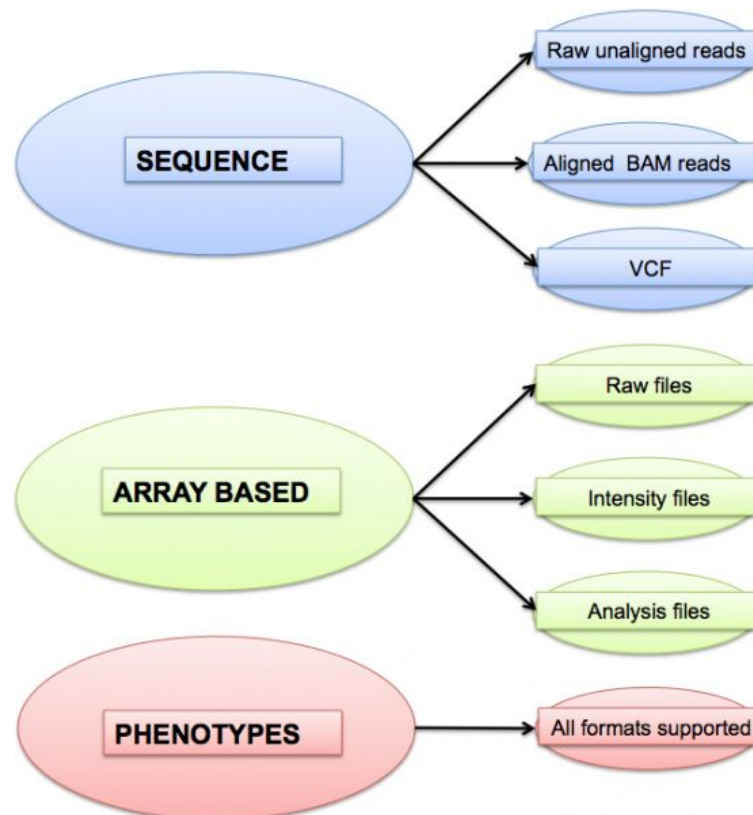 SEQUENCE
Raw unaligned reads
Aligned BAM reads
VCF
ARRAY BASED
Raw files
Intensity files
Analysis files
PHENOTYPES
All formats supported